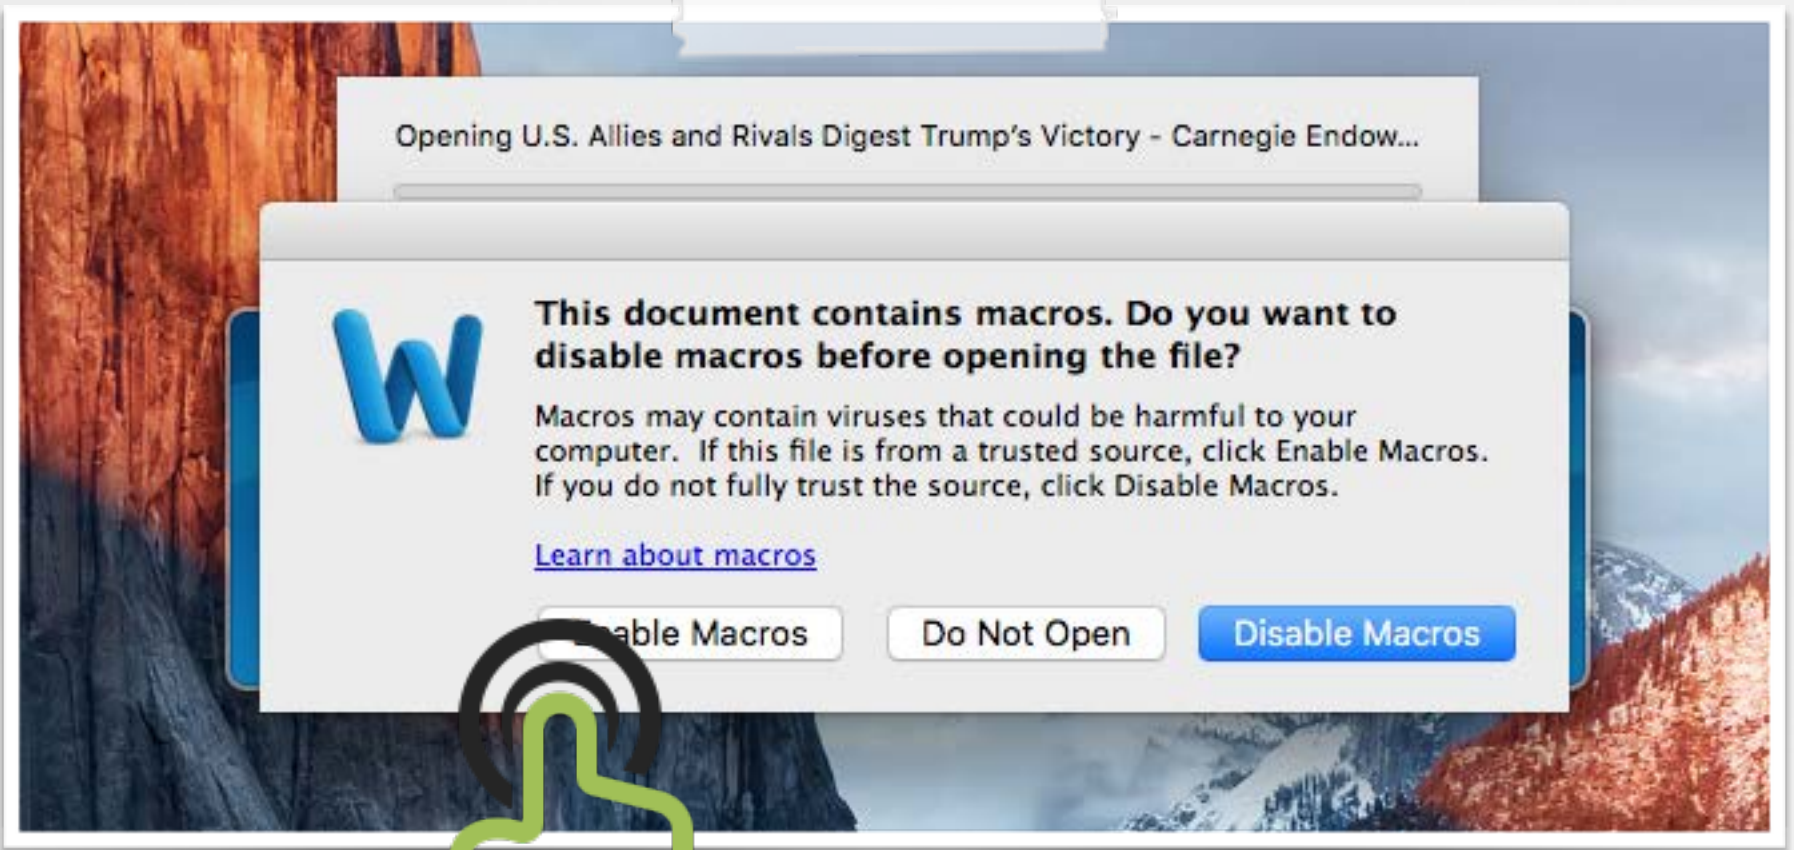 Opening U.S. Allies and Rivals Digest Trump's Victory - Carnegie Endow...
This document contains macros. Do you want to
disable macros before opening the file?
Macros may contain viruses that could be harmful to your
computer.  If this file is from a trusted source, click Enable Macros.
If you do not fully trust the source, click Disable Macros.
Learn about macros
Enable Macros
Do Not Open
Disable Macros